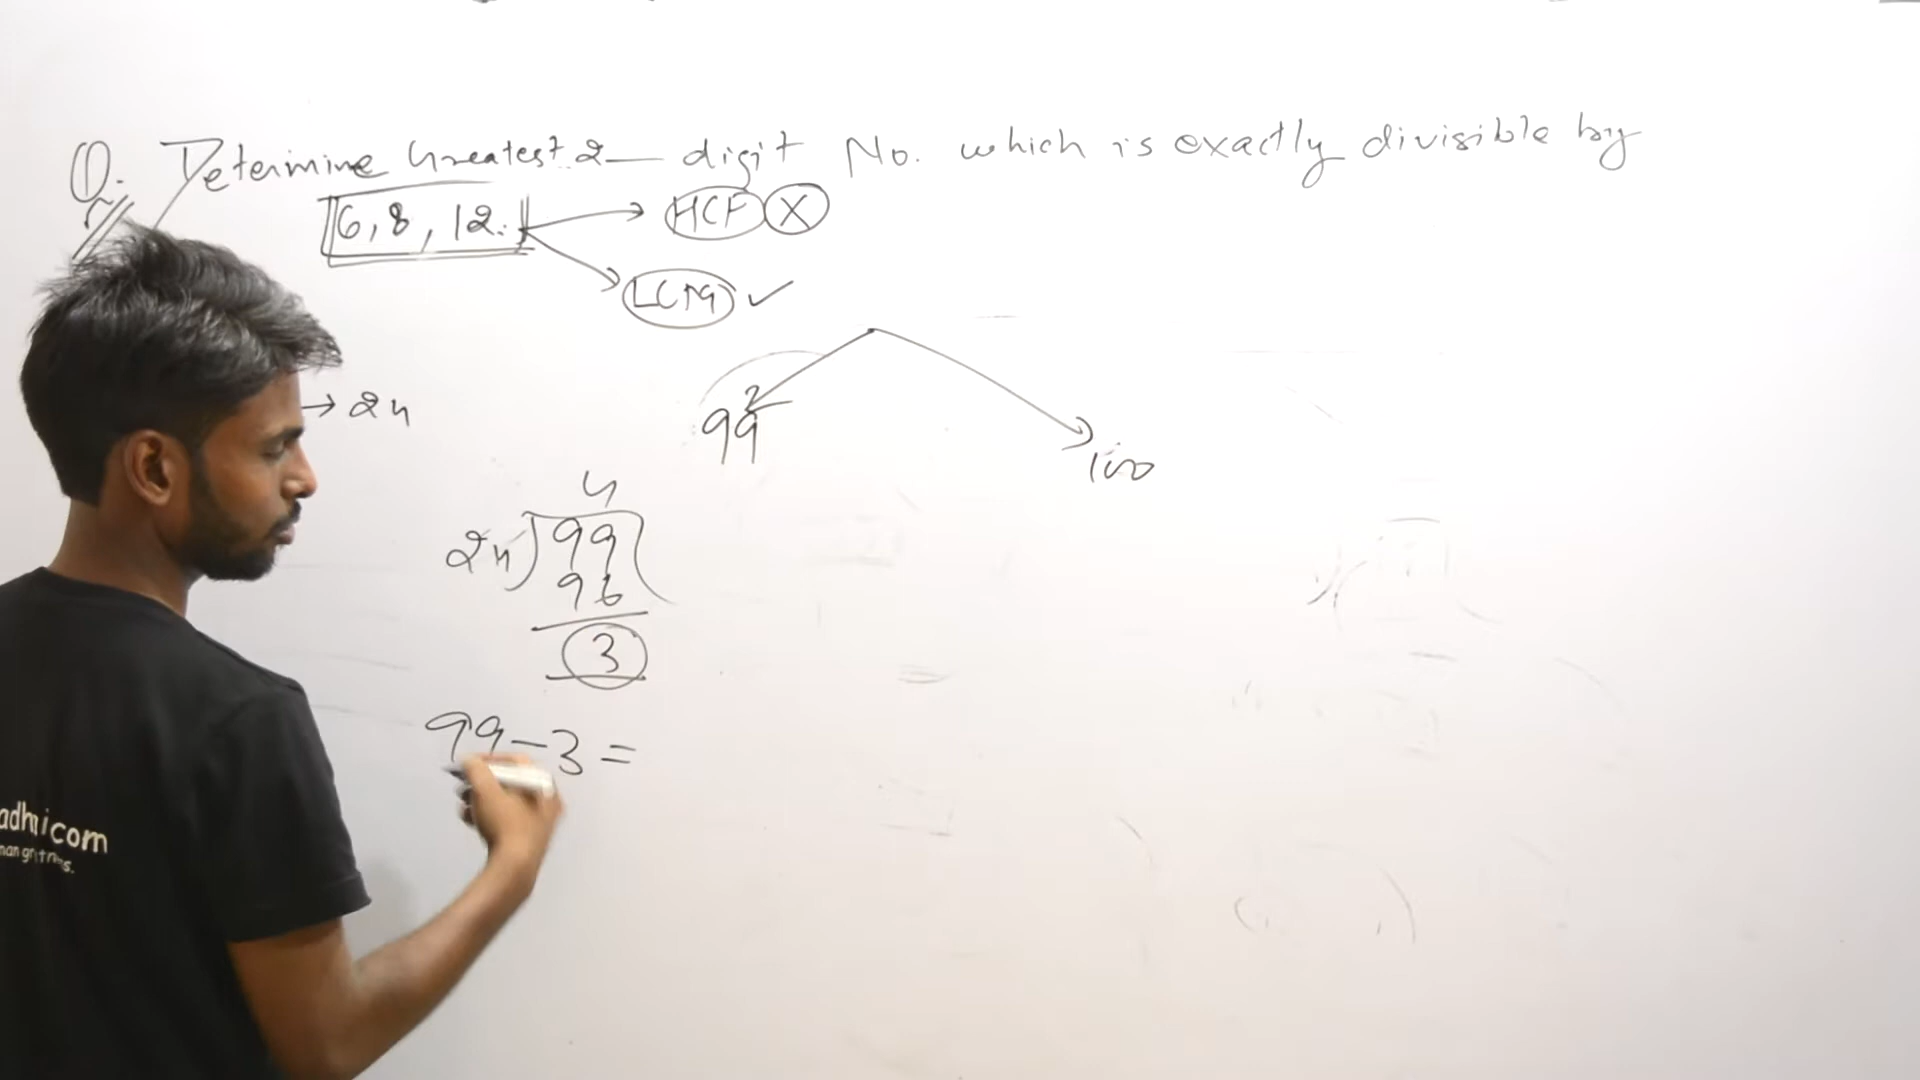 Q. Determine Greatest 2 - digit No. which is exactly divisible by
6, 8, 12. HCF X
LCM ✓
→ 24
99 100
4
24) 99 (
96
3
99-3=
com